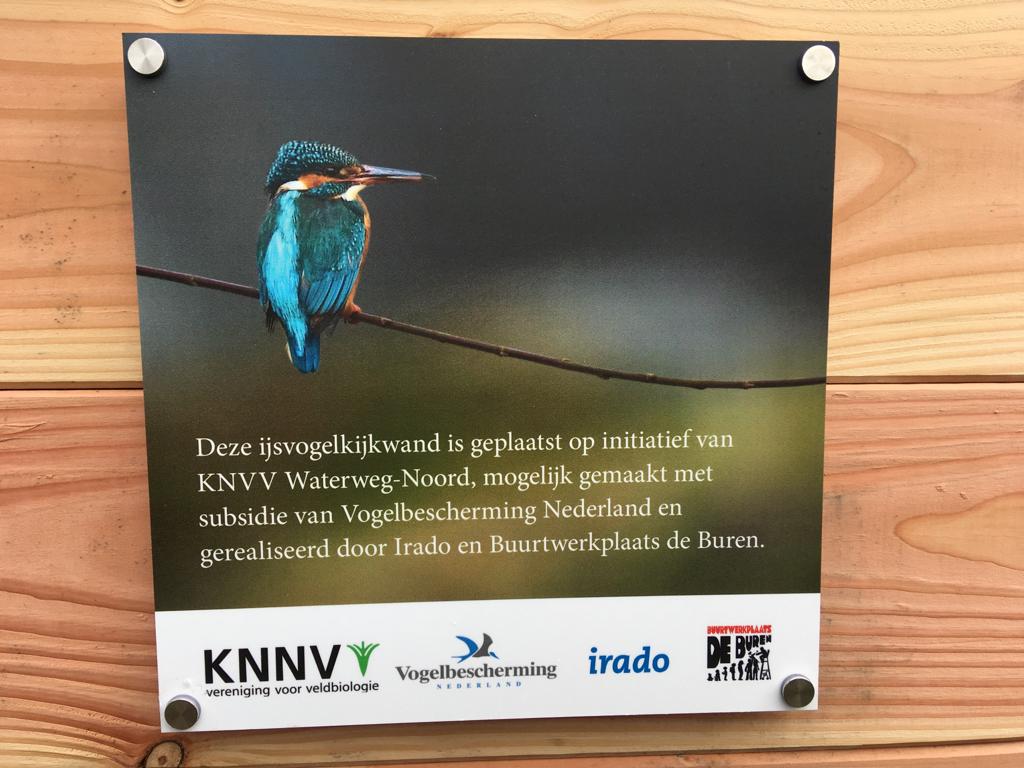 Deze ijsvogelkijkwand is geplaatst op initiatief van
KNVV Waterweg-Noord, mogelijk gemaakt met
subsidie van Vogelbescherming Nederland en
gerealiseerd door Irado en Buurtwerkplaats de Buren.
KNNV
vereniging voor veldbiologie
Vogelbescherming
NEDERLAND
irado
BUURTWERKPLAATS
DE BUREN